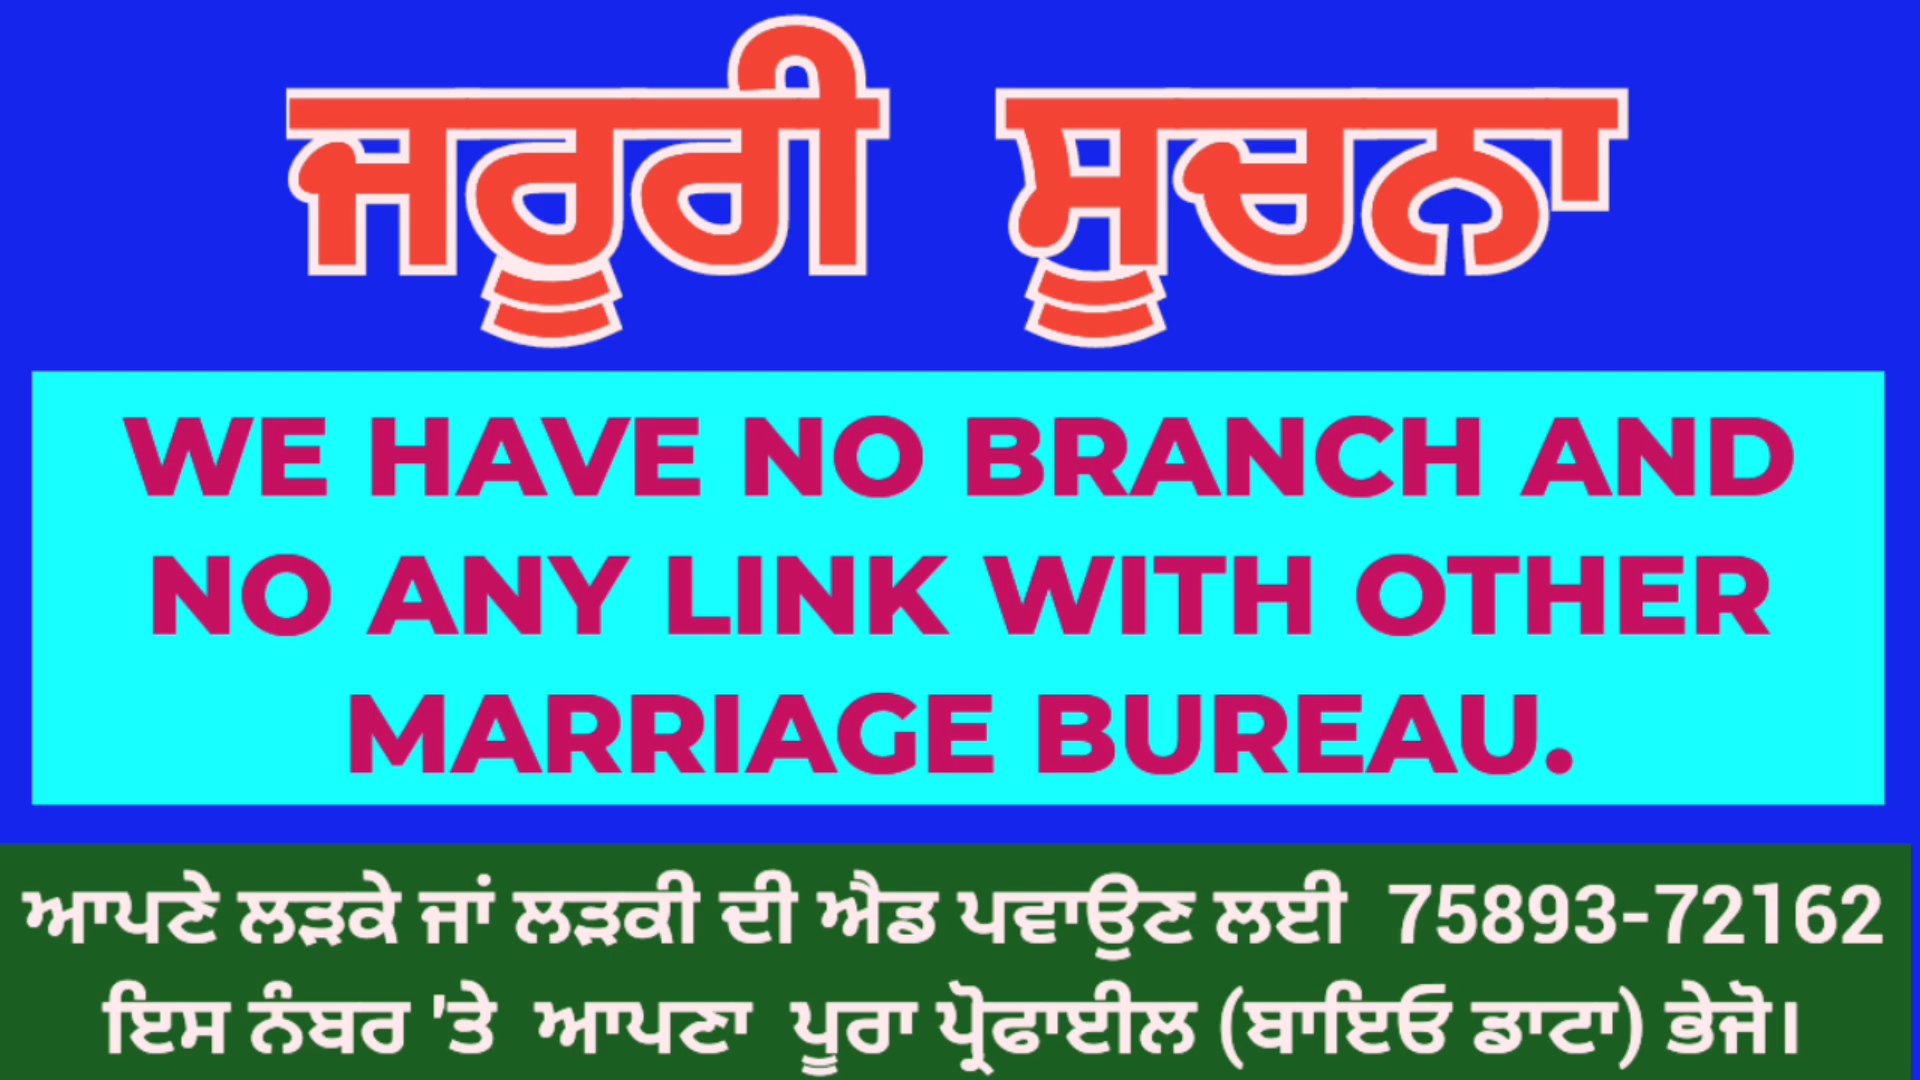 ਜਰੂਰੀ ਸੂਚਨਾ
WE HAVE NO BRANCH AND
NO ANY LINK WITH OTHER
MARRIAGE BUREAU.
ਆਪਣੇ ਲੜਕੇ ਜਾਂ ਲੜਕੀ ਦੀ ਐਡ ਪਵਾਉਣ ਲਈ 75893-72162
ਇਸ ਨੰਬਰ 'ਤੇ ਆਪਣਾ ਪੂਰਾ ਪ੍ਰੋਫਾਈਲ (ਬਾਇਓ ਡਾਟਾ) ਭੇਜੋ।